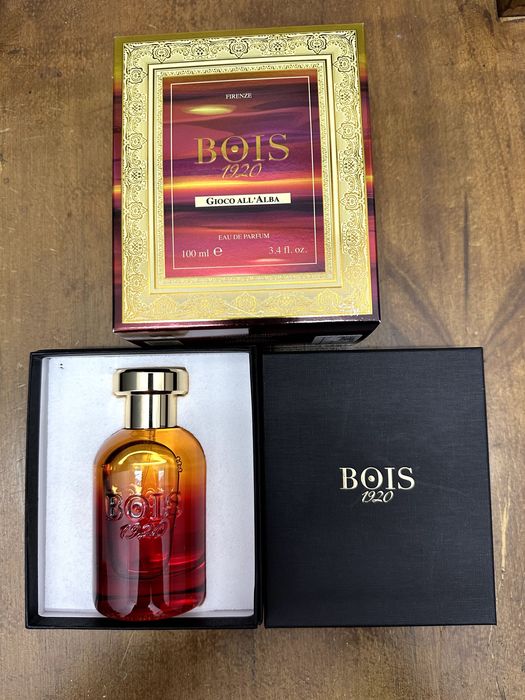 FIRENZE
BOIS
1920
GIOCO ALL'ALBA
EAU DE PARFUM
100 ml ℮ 3.4 fl. oz.
BOIS
1920
BOIS
1920